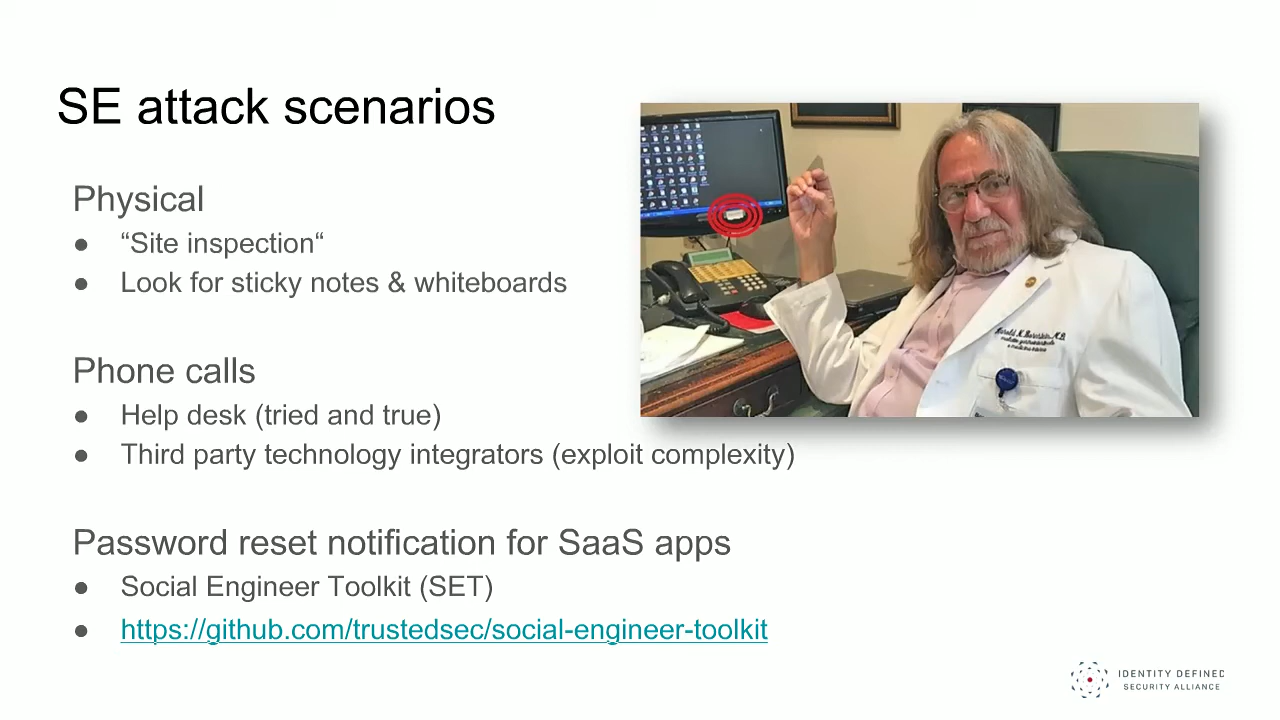 SE attack scenarios
Physical
● “Site inspection“
● Look for sticky notes & whiteboards
Phone calls
● Help desk (tried and true)
● Third party technology integrators (exploit complexity)
Password reset notification for SaaS apps
● Social Engineer Toolkit (SET)
● https://github.com/trustedsec/social-engineer-toolkit
IDENTITY DEFINED
SECURITY ALLIANCE